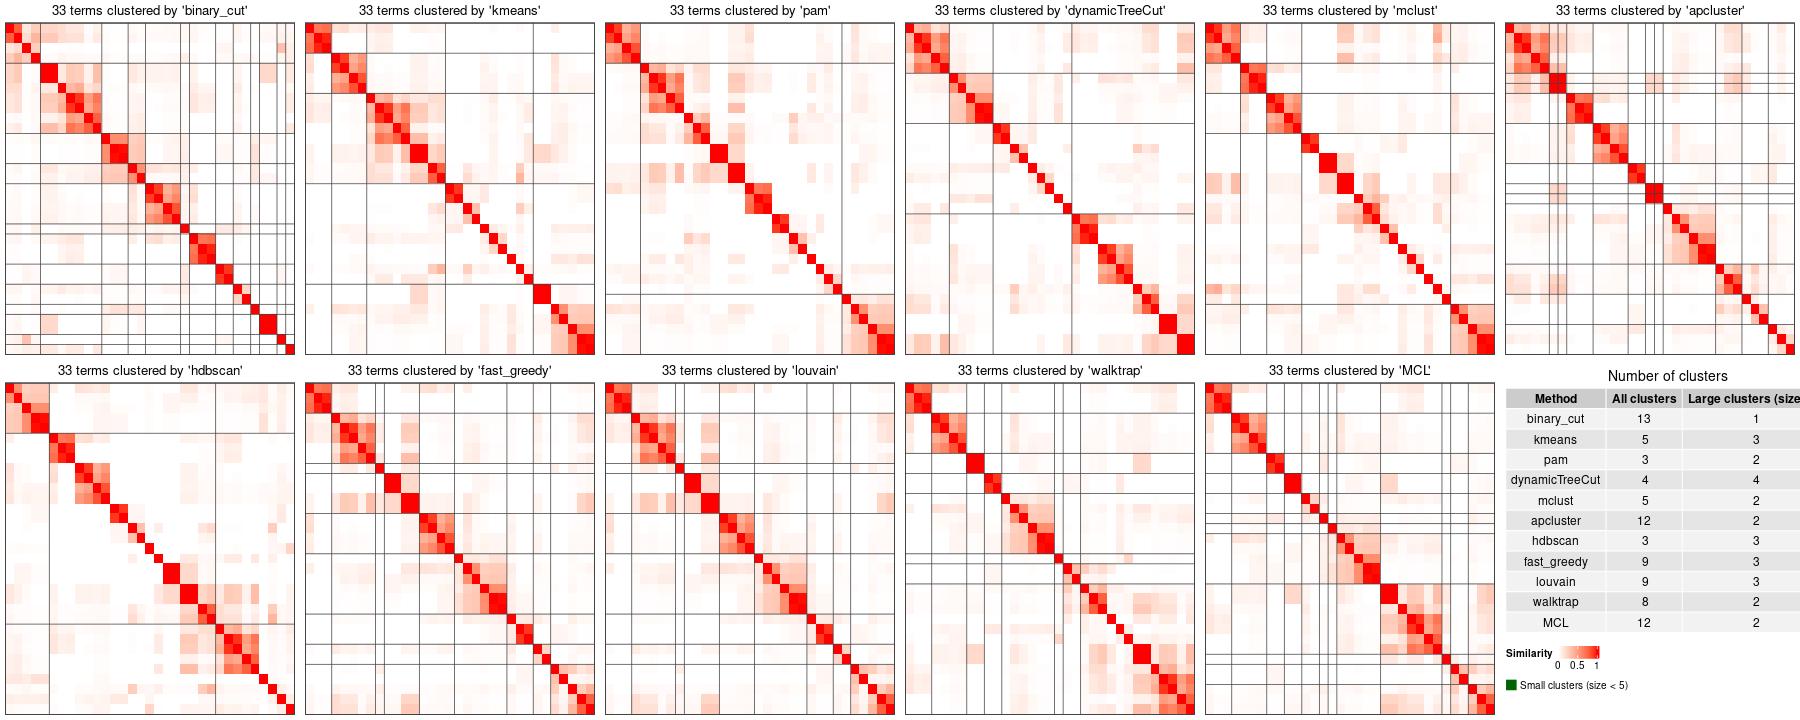 33 terms clustered by 'binary_cut'
33 terms clustered by 'kmeans'
33 terms clustered by 'pam'
33 terms clustered by 'dynamicTreeCut'
33 terms clustered by 'mclust'
33 terms clustered by 'apcluster'
33 terms clustered by 'hdbscan'
33 terms clustered by 'fast_greedy'
33 terms clustered by 'louvain'
33 terms clustered by 'walktrap'
33 terms clustered by 'MCL'
Number of clusters
Method All clusters Large clusters (size
binary_cut 13 1
kmeans 5 3
pam 3 2
dynamicTreeCut 4 4
mclust 5 2
apcluster 12 2
hdbscan 3 3
fast_greedy 9 3
louvain 9 3
walktrap 8 2
MCL 12 2
Similarity
0 0.5 1
Small clusters (size < 5)